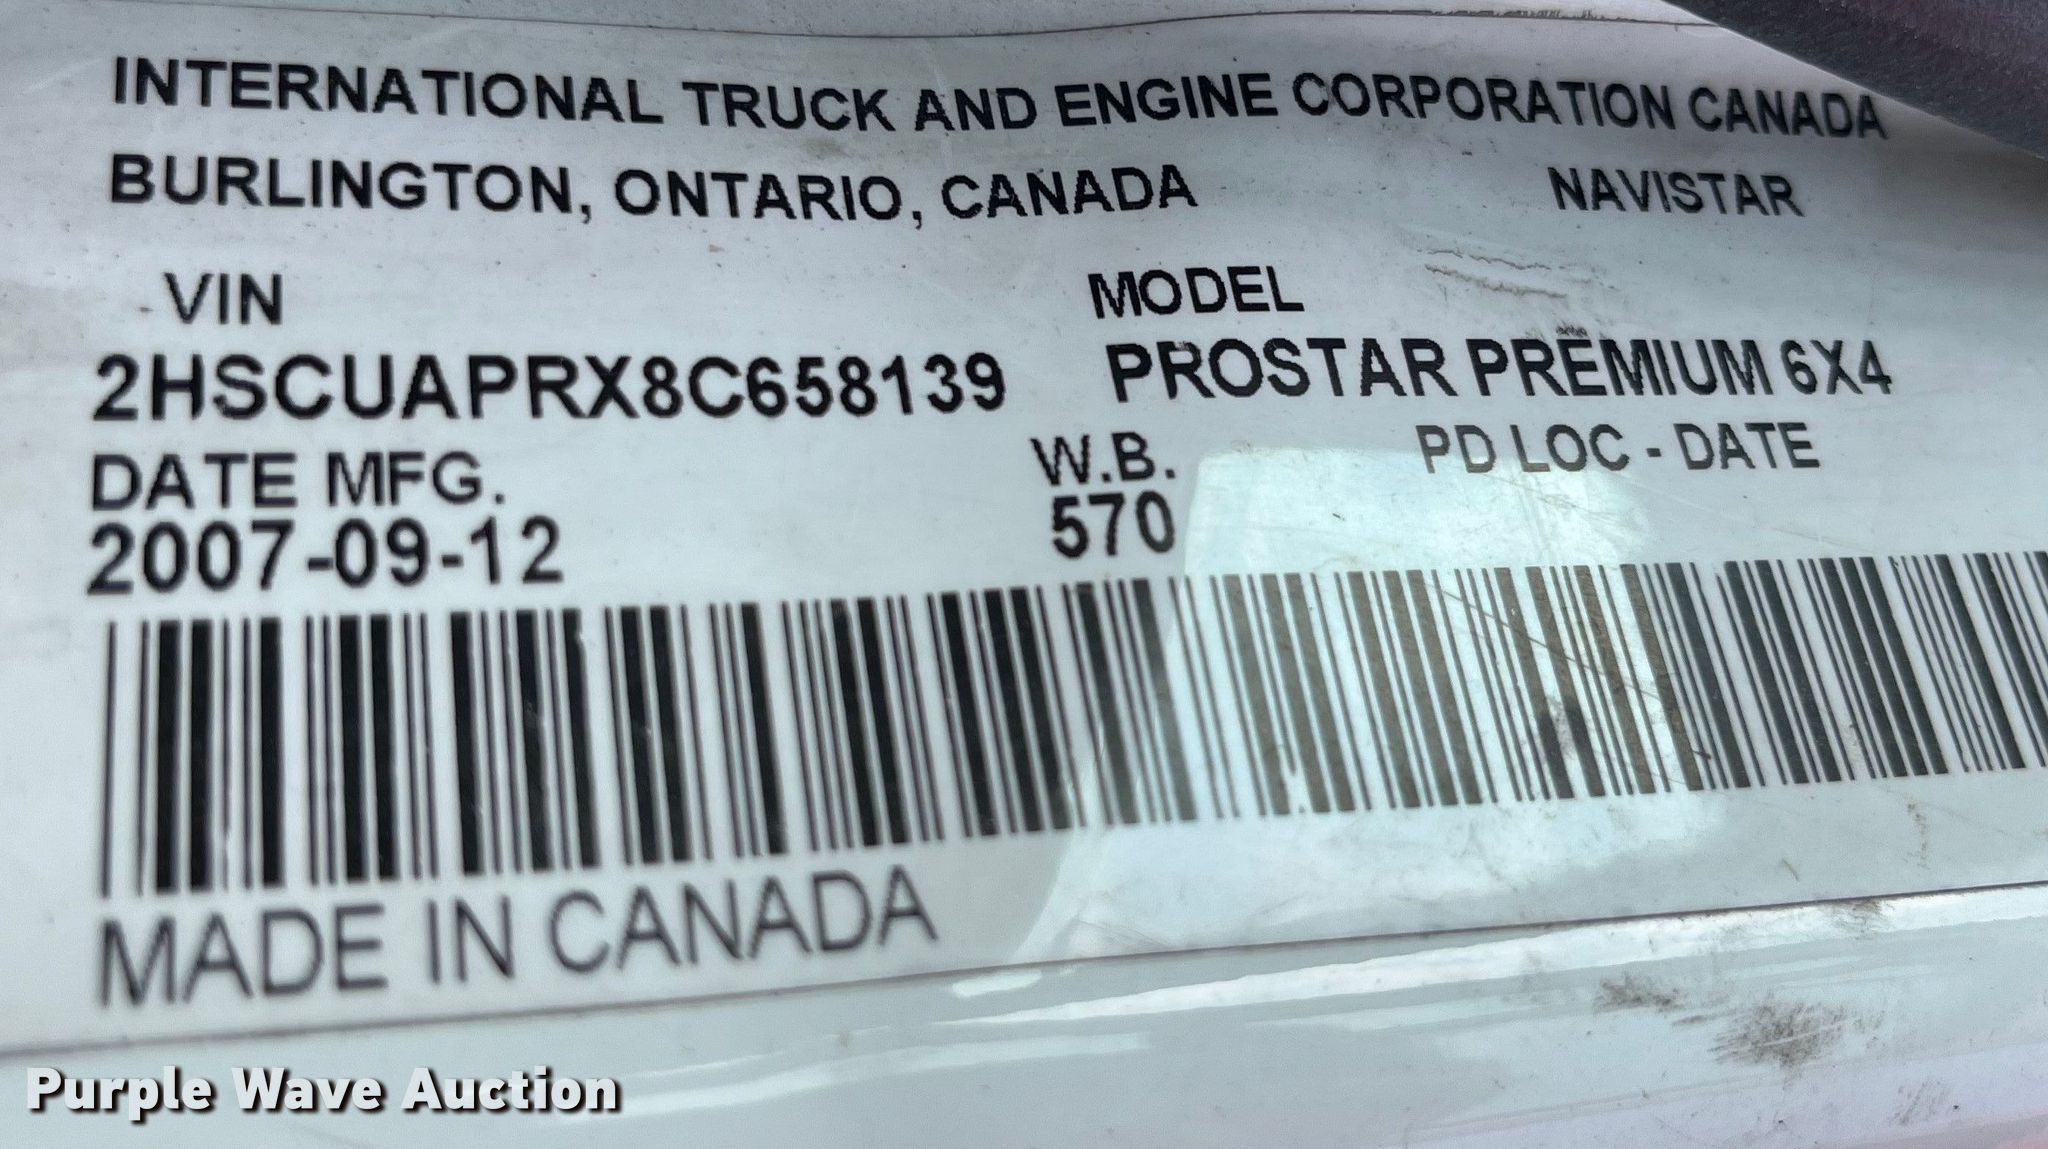 INTERNATIONAL TRUCK AND ENGINE CORPORATION CANADA
BURLINGTON, ONTARIO, CANADA NAVISTAR
VIN MODEL
2HSCUAPRX8C658139 PROSTAR PREMIUM 6X4
DATE MFG. W.B. PD LOC - DATE
2007-09-12 570
MADE IN CANADA
Purple Wave Auction